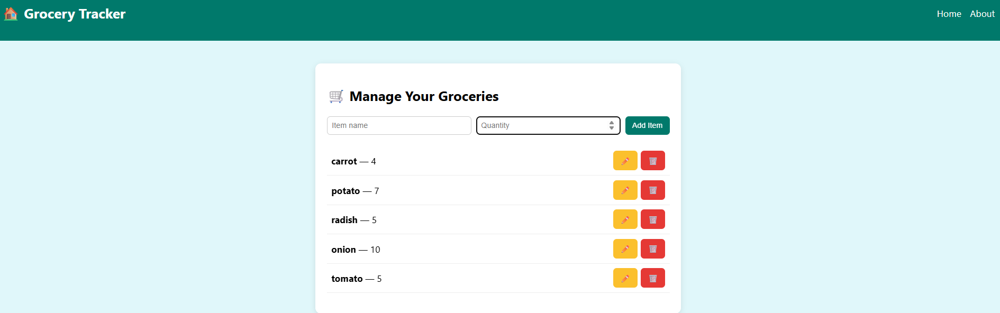 Grocery Tracker
Home About
Manage Your Groceries
Item name Quantity Add Item
carrot — 4
potato — 7
radish — 5
onion — 10
tomato — 5